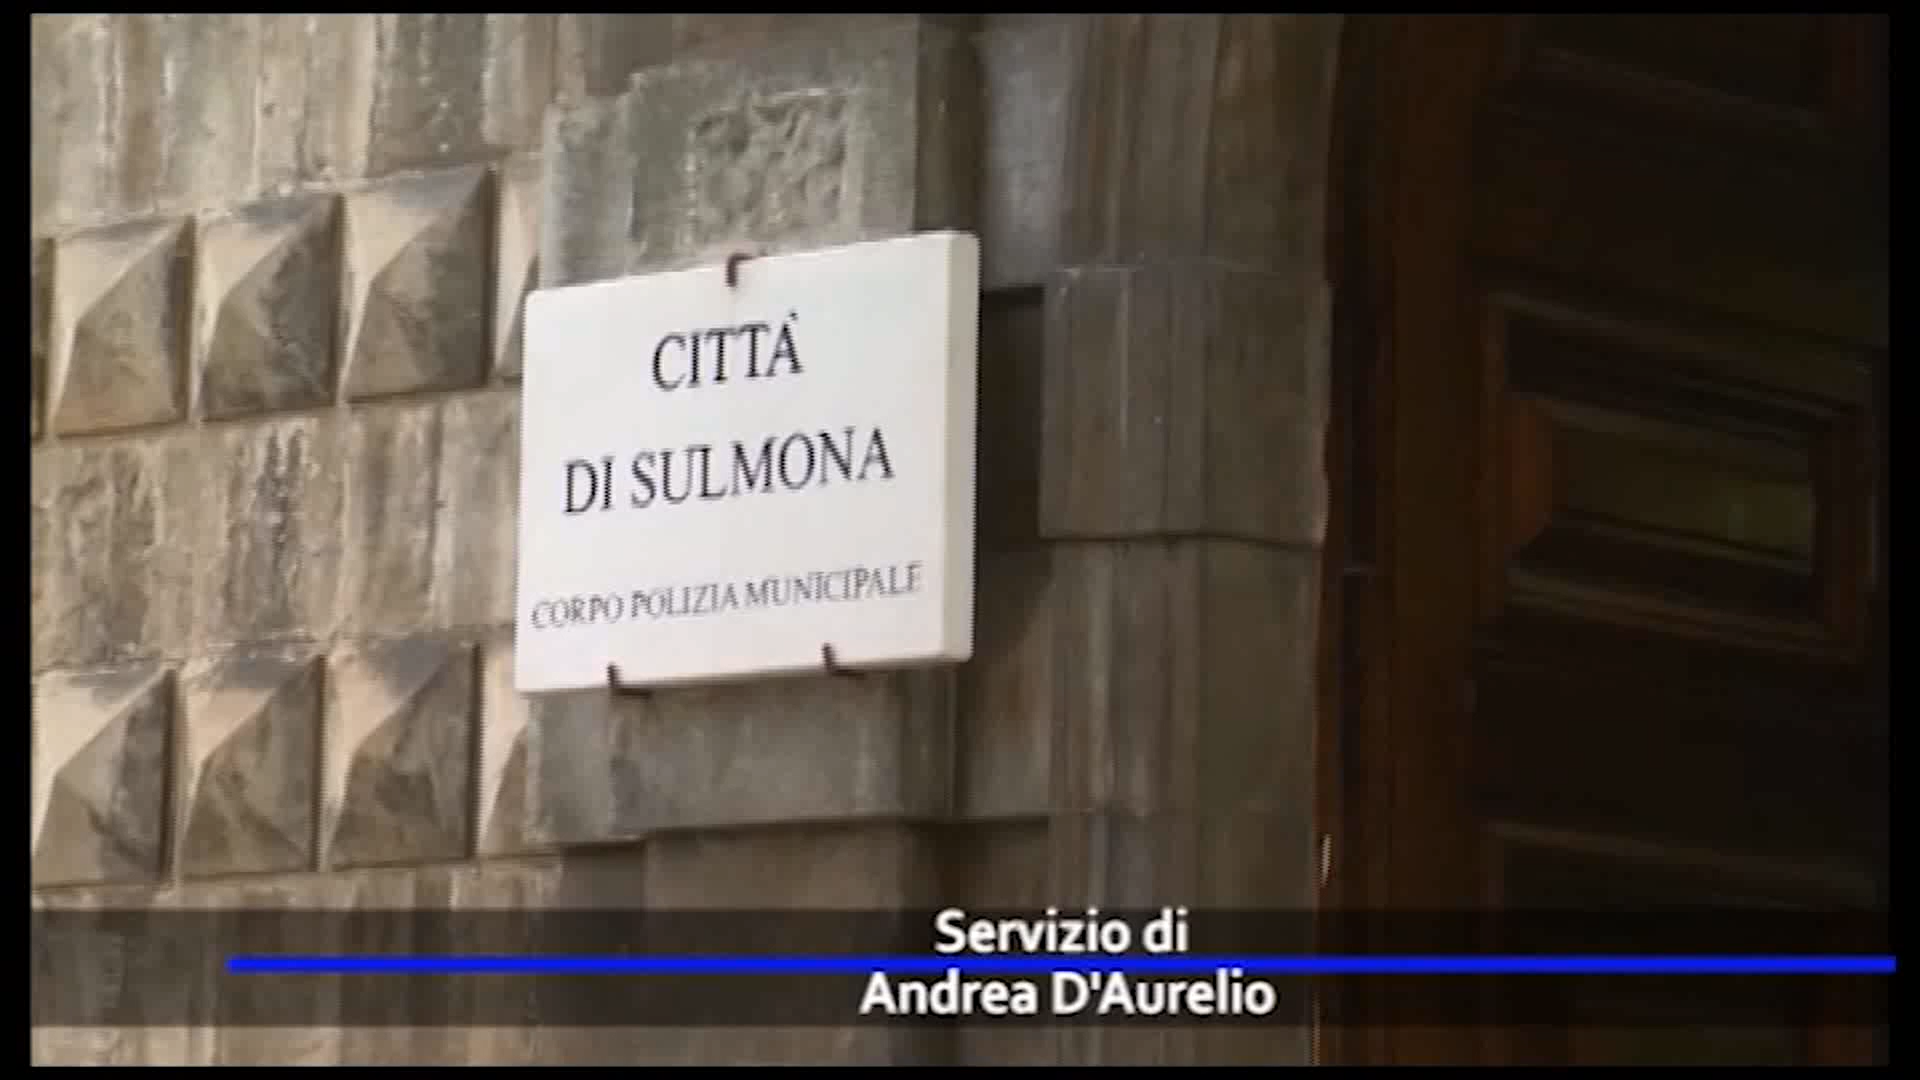 CITTÀ
DI SULMONA
CORPO POLIZIA MUNICIPALE
Servizio di
Andrea D'Aurelio